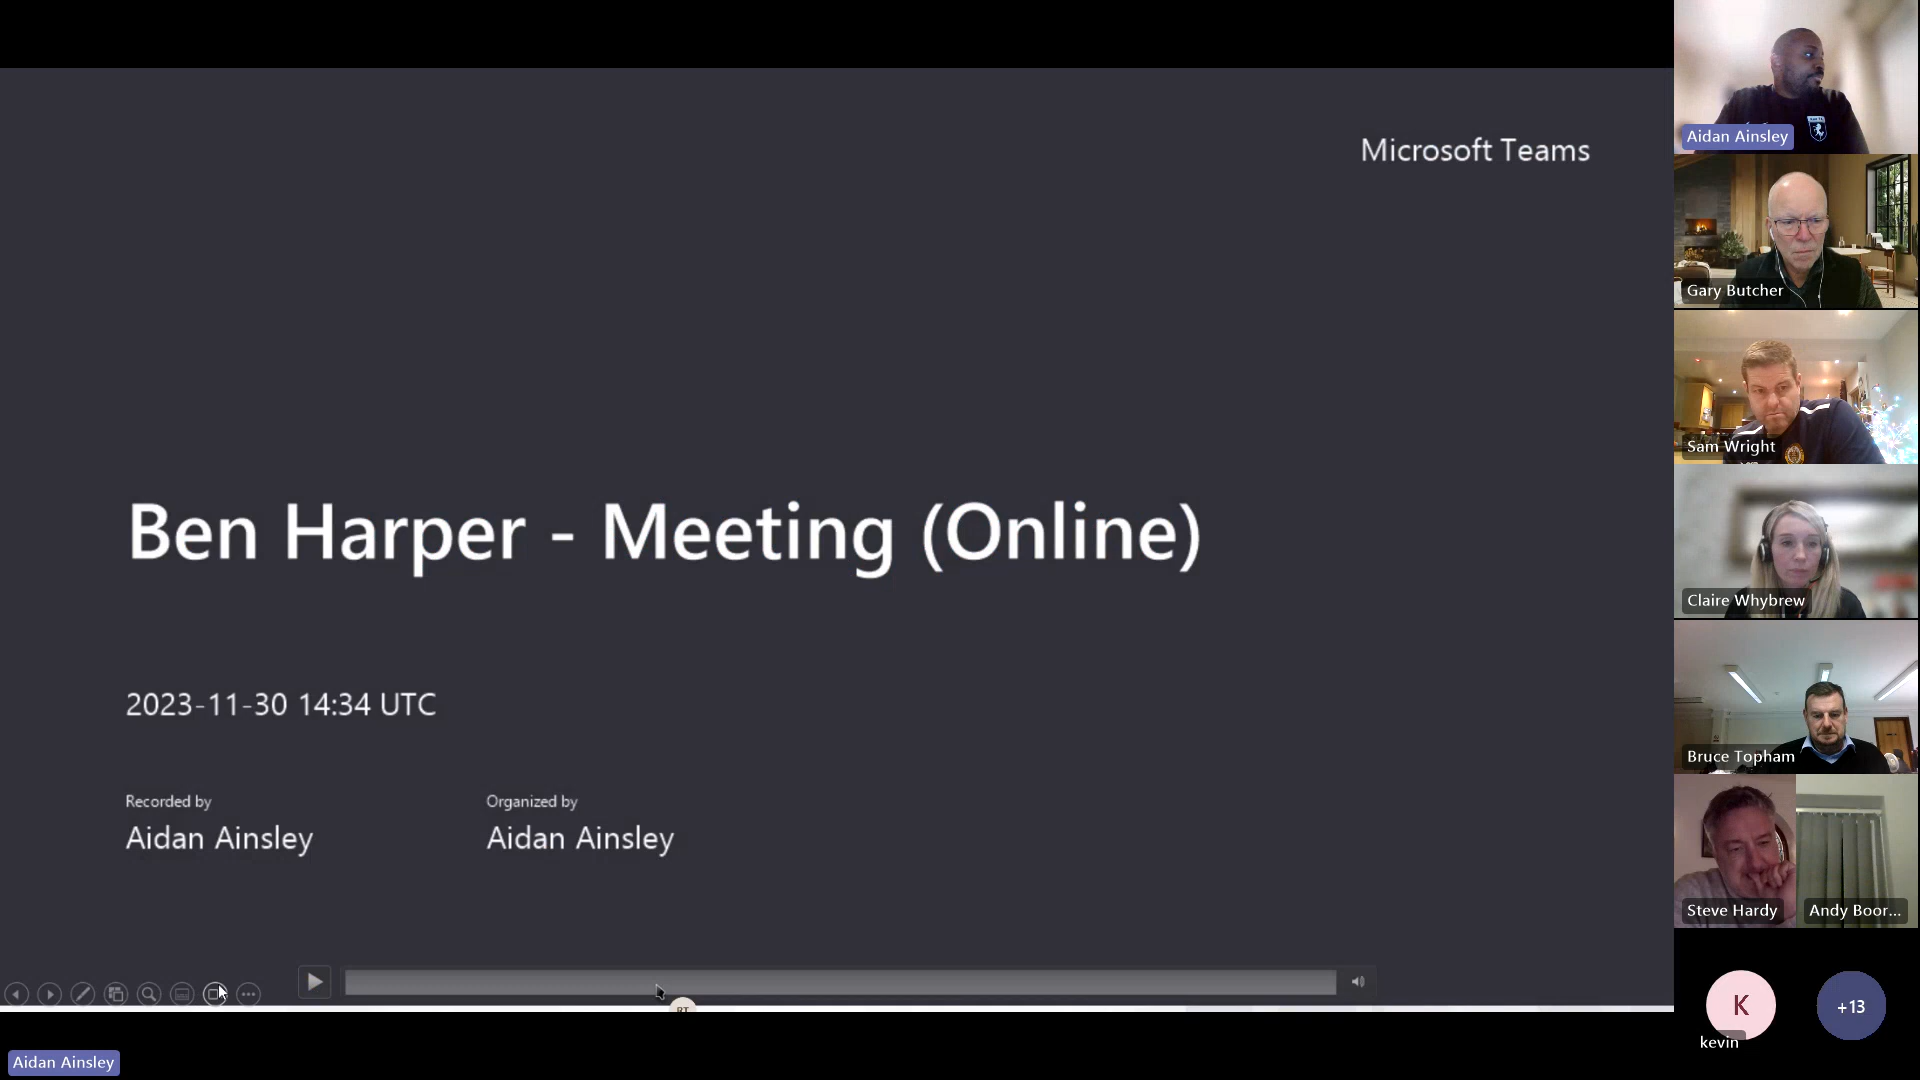 Microsoft Teams
Ben Harper - Meeting (Online)
2023-11-30 14:34 UTC
Recorded by
Aidan Ainsley
Organized by
Aidan Ainsley
Aidan Ainsley
Aidan Ainsley
Gary Butcher
Sam Wright
Claire Whybrew
Bruce Topham
Steve Hardy
Andy Boor...
K
kevin
+13